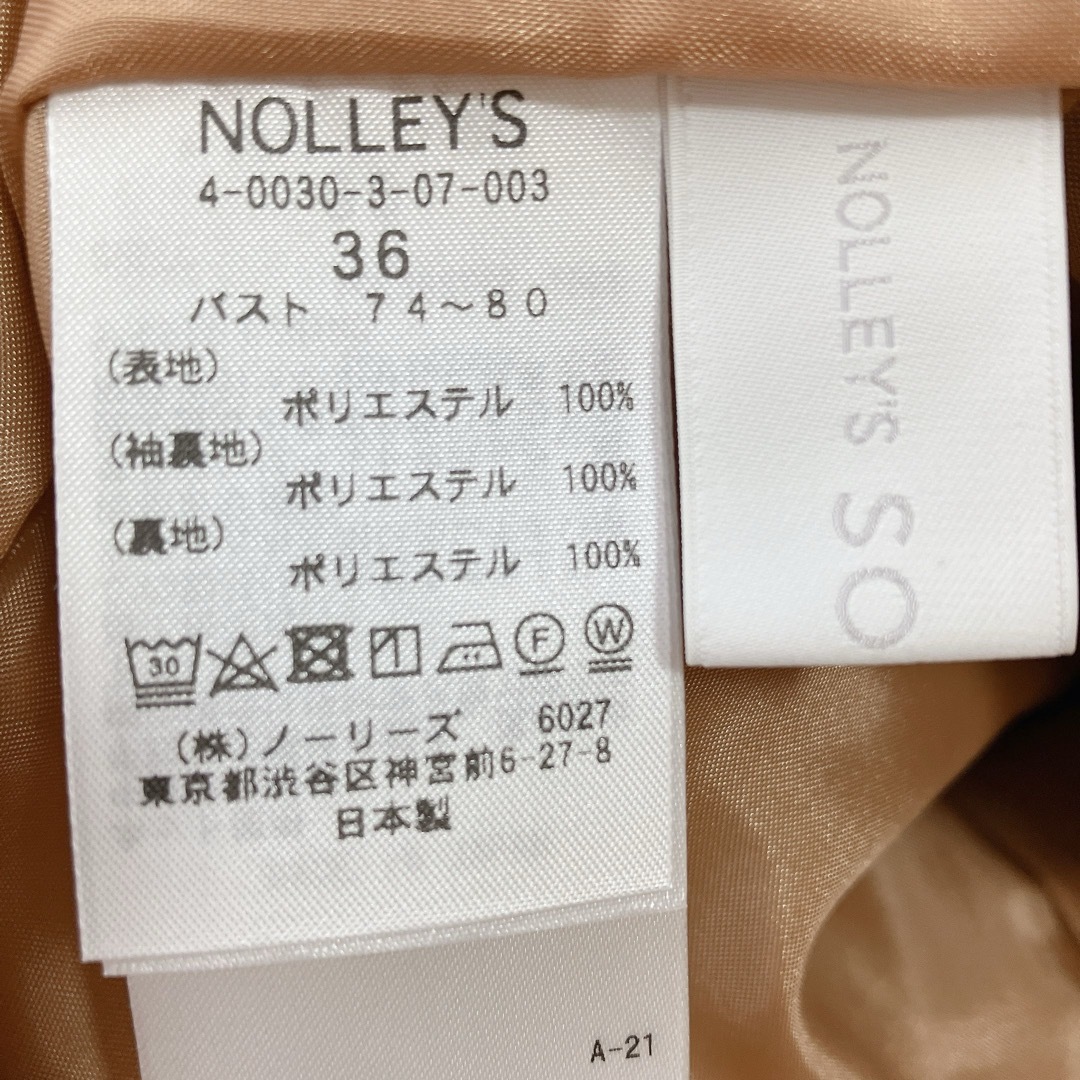 NOLLEY'S
4-0030-3-07-003
36
バスト 74～80
(表地)
ポリエステル 100%
(袖裏地)
ポリエステル 100%
(裏地)
ポリエステル 100%
30 F W
(株)ノーリーズ 6027
東京都渋谷区神宮前6-27-8
日本製
A-21
NOLLEY'S SO